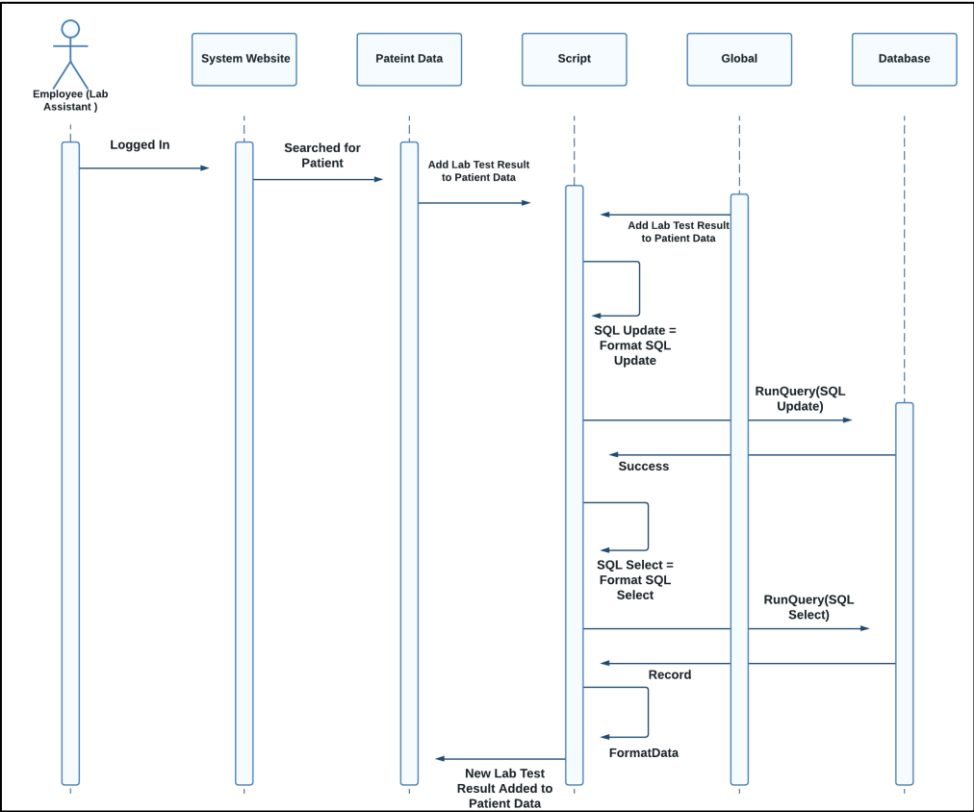 System Website
Pateint Data
Script
Global
Database
Employee (Lab
Assistant )
Logged In
Searched for
Patient
Add Lab Test Result
to Patient Data
Add Lab Test Result
to Patient Data
SQL Update =
Format SQL
Update
RunQuery(SQL
Update)
Success
SQL Select =
Format SQL
Select
RunQuery(SQL
Select)
Record
FormatData
New Lab Test
Result Added to
Patient Data